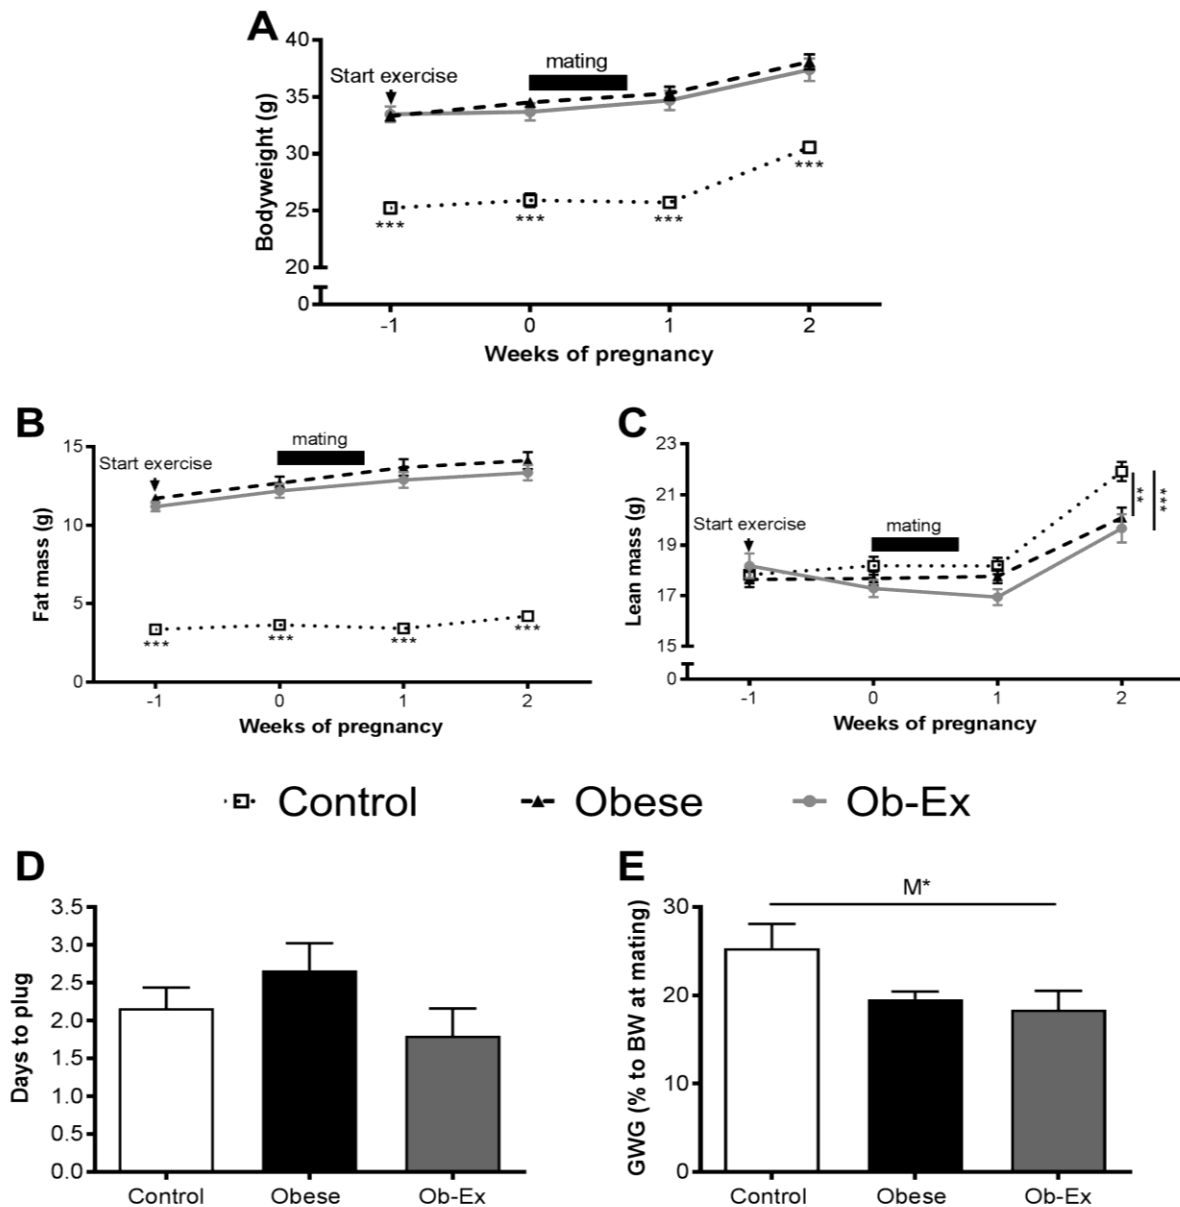 A
40
35
30
25
20
0
Bodyweight (g)
Start exercise
mating
***
***
***
***
-1
0
1
2
Weeks of pregnancy
B
15
10
5
0
Fat mass (g)
Start exercise
mating
***
***
***
***
-1
0
1
2
Weeks of pregnancy
C
23
21
19
17
15
0
Lean mass (g)
Start exercise
mating
**
***
-1
0
1
2
Weeks of pregnancy
Control
Obese
Ob-Ex
D
3.5
3.0
2.5
2.0
1.5
1.0
0.5
0.0
Days to plug
Control
Obese
Ob-Ex
E
30
20
10
0
GWG (% to BW at mating)
M*
Control
Obese
Ob-Ex